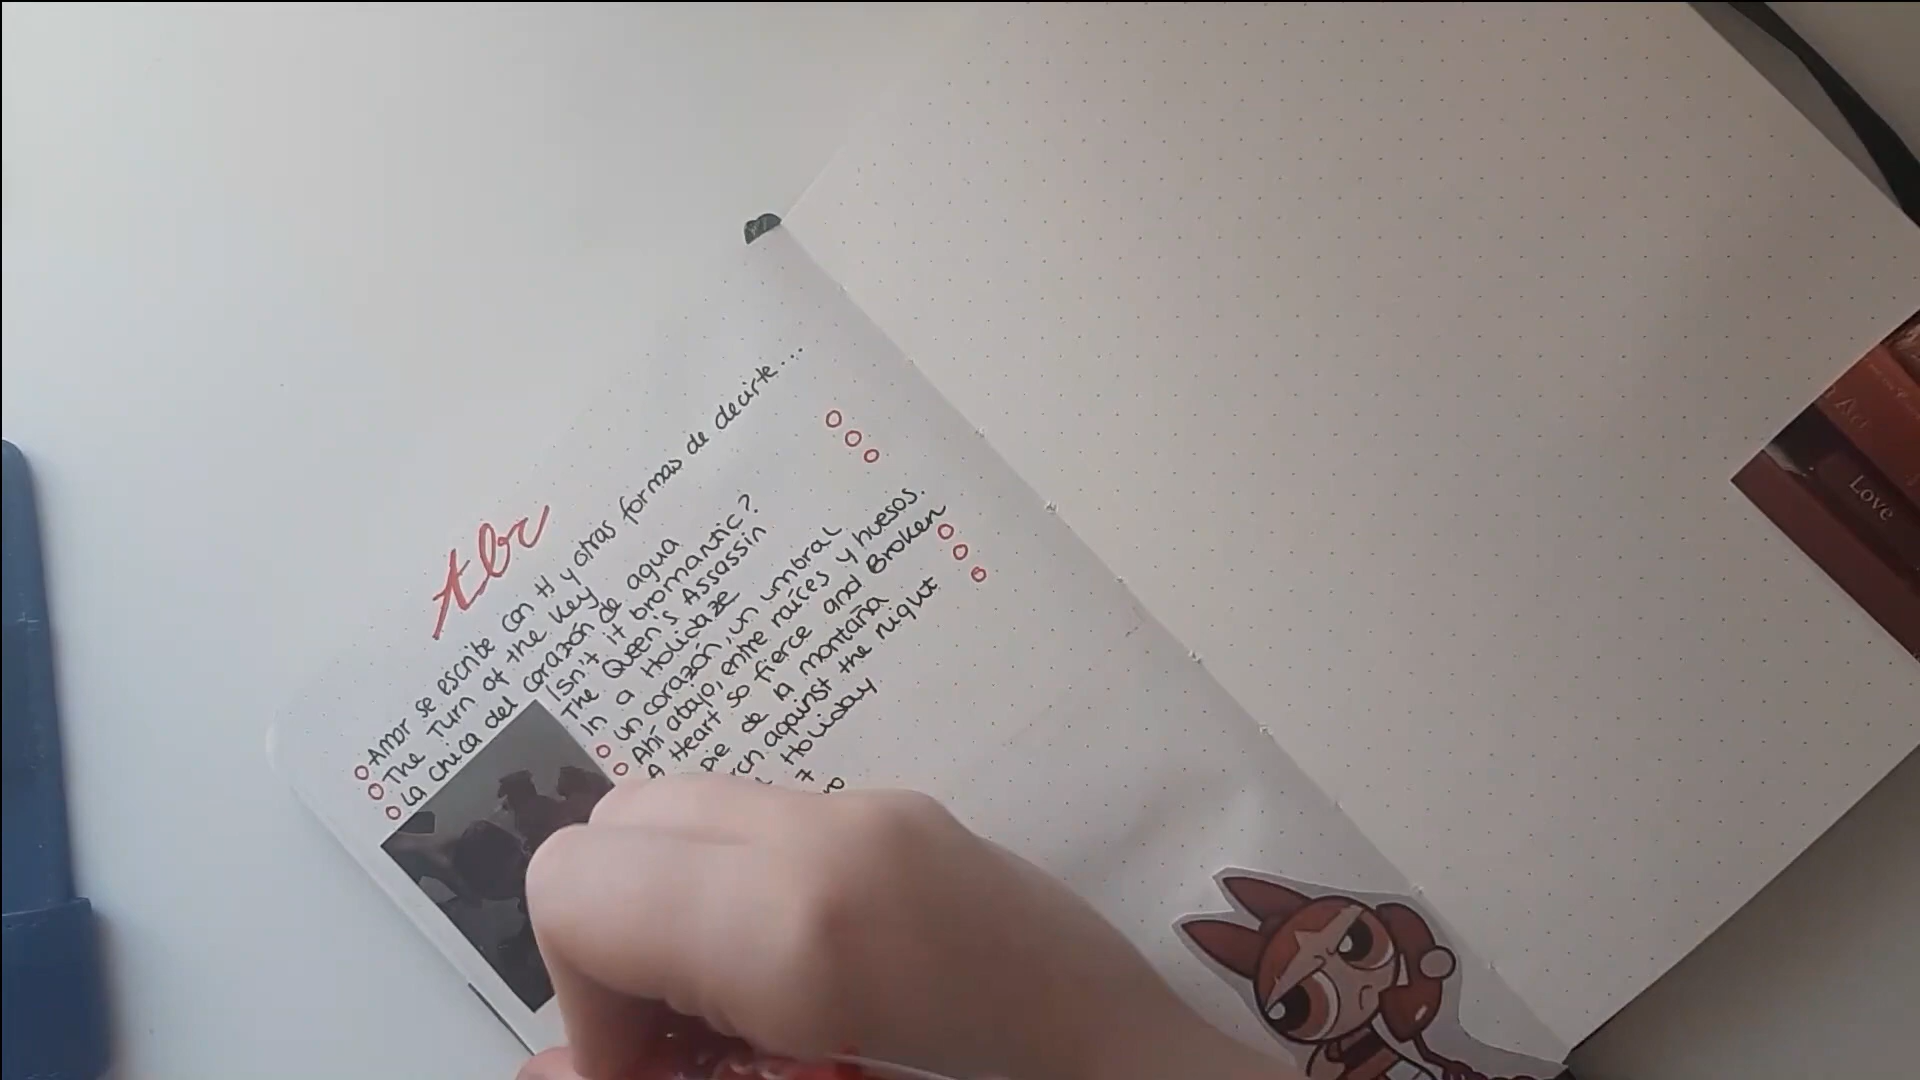 tbr
Amor se escribe con H y otras formas de decirte....
The Turn of the Key
La chica del corazón de agua
Isn't it bromantic?
The Queen's Assassin
In a Holidaze
Un corazón, un umbral
Ahí abajo, entre raíces y huesos.
A Heart so fierce and Broken
pie de la montaña
against the night
Holiday
7
Love